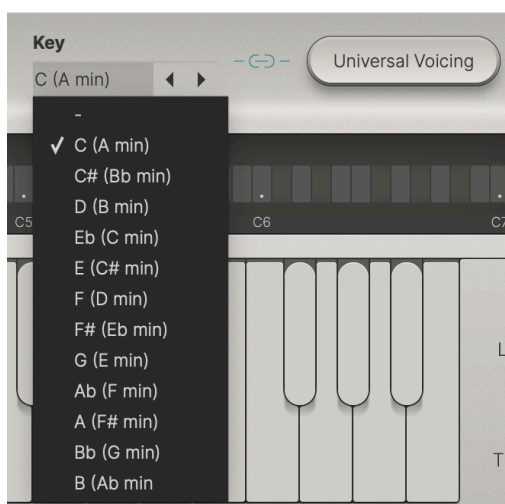 Key
C (A min)
Universal Voicing
-
C (A min)
C# (Bb min)
D (B min)
Eb (C min)
E (C# min)
F (D min)
F# (Eb min)
G (E min)
Ab (F min)
A (F# min)
Bb (G min)
B (Ab min
C5
C6
C7
L
T